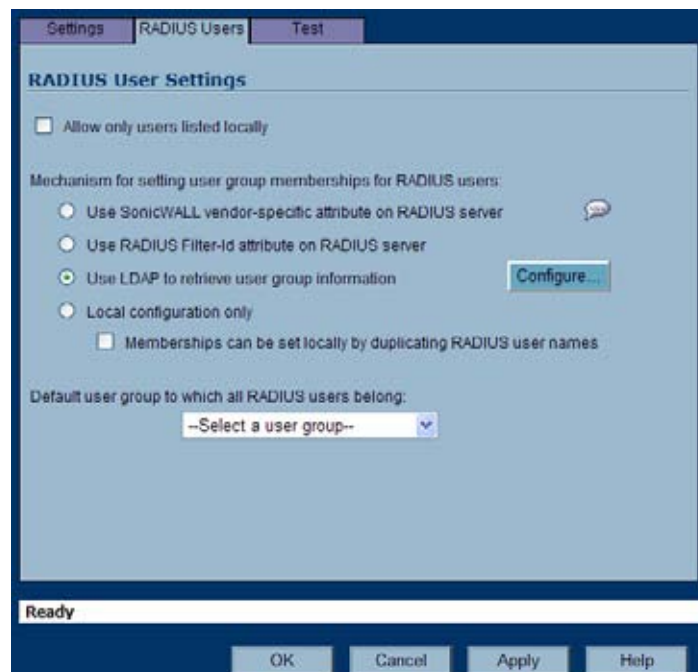 Settings
RADIUS Users
Test
RADIUS User Settings
Allow only users listed locally
Mechanism for setting user group memberships for RADIUS users:
Use SonicWALL vendor-specific attribute on RADIUS server
Use RADIUS Filter-Id attribute on RADIUS server
Use LDAP to retrieve user group information
Configure...
Local configuration only
Memberships can be set locally by duplicating RADIUS user names
Default user group to which all RADIUS users belong:
--Select a user group--
Ready
OK
Cancel
Apply
Help